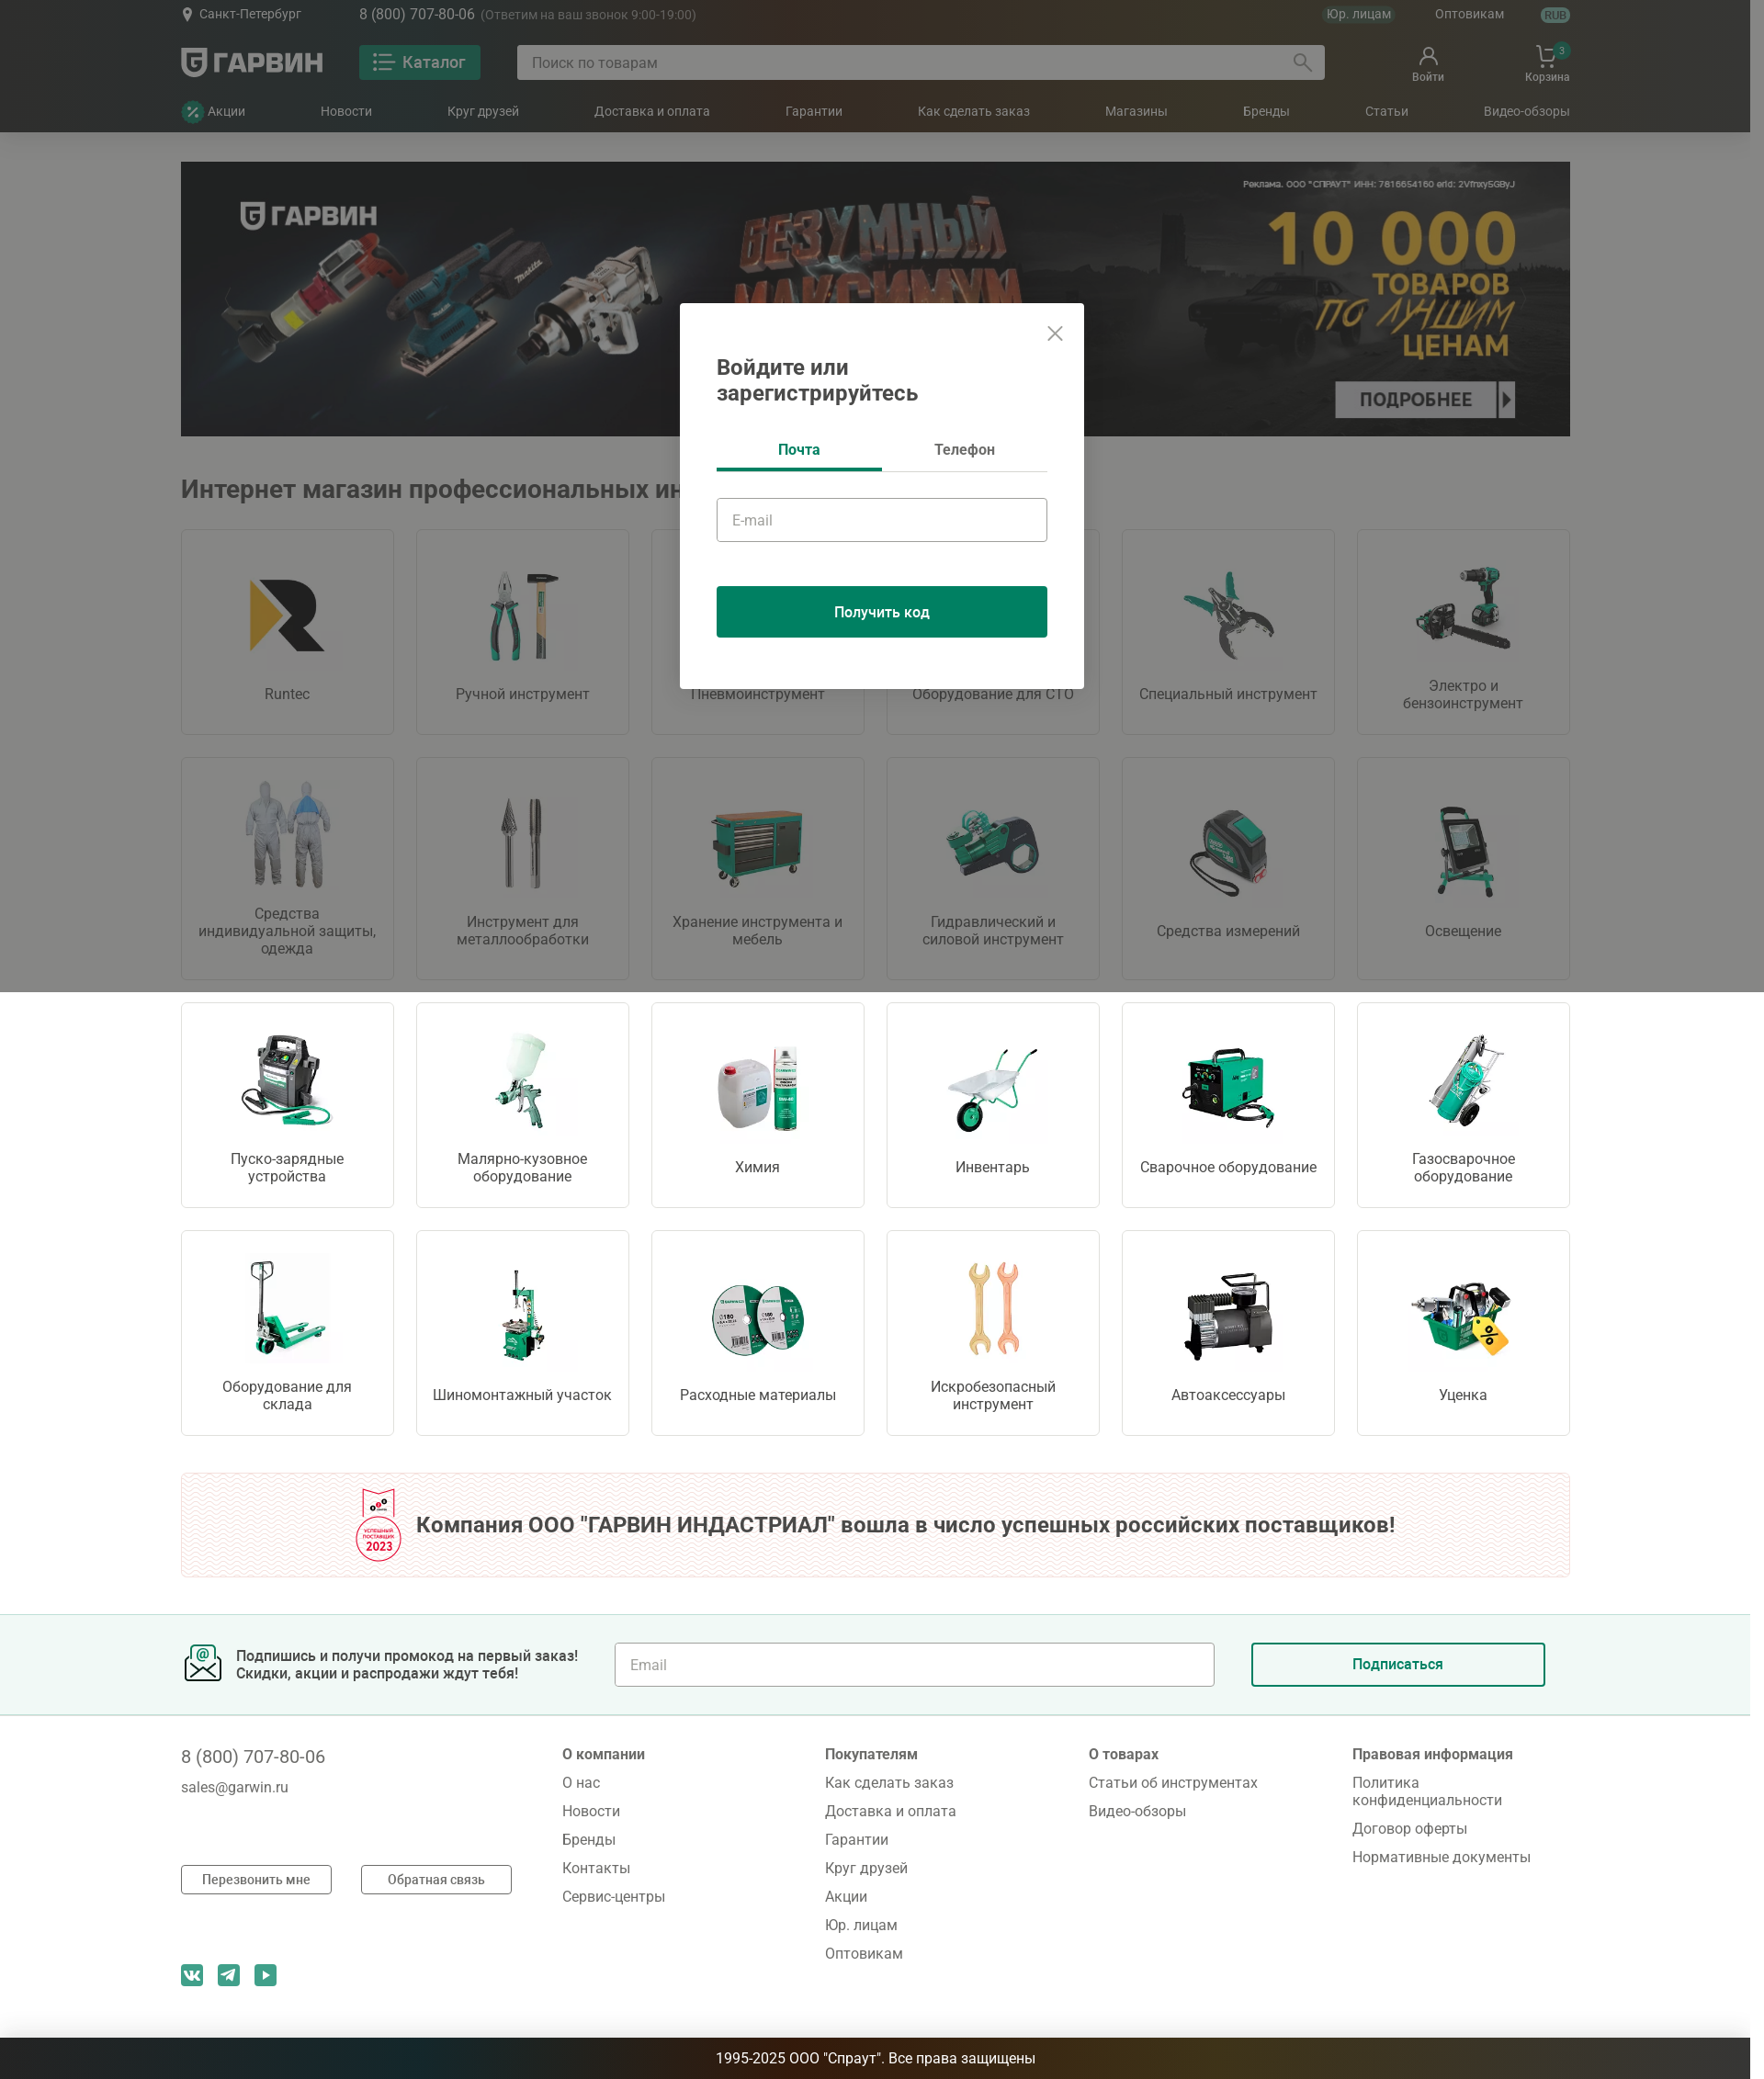 Санкт-Петербург
8 (800) 707-80-06 (Ответим на ваш звонок 9:00-19:00)
Юр. лицам
Оптовикам
RUB
ГАРВИН
Каталог
Поиск по товарам
Войти
3
Корзина
Акции
Новости
Круг друзей
Доставка и оплата
Гарантии
Как сделать заказ
Магазины
Бренды
Статьи
Видео-обзоры
Реклама. ООО "СПРАУТ" ИНН: 7816654160 erid: 2VfnxySGByJ
ГАРВИН
БЕЗУМНЫЙ
МАКСИМУМ
10 000
ТОВАРОВ
ПО ЛУЧШИМ
ЦЕНАМ
ПОДРОБНЕЕ
Войдите или
зарегистрируйтесь
Почта
Телефон
E-mail
Получить код
Интернет магазин профессиональных ин
Runtec
Ручной инструмент
Пневмоинструмент
Оборудование для СТО
Специальный инструмент
Электро и
бензоинструмент
Средства
индивидуальной защиты,
одежда
Инструмент для
металлообработки
Хранение инструмента и
мебель
Гидравлический и
силовой инструмент
Средства измерений
Освещение
Пуско-зарядные
устройства
Малярно-кузовное
оборудование
Химия
Инвентарь
Сварочное оборудование
Газосварочное
оборудование
Оборудование для
склада
Шиномонтажный участок
Расходные материалы
Искробезопасный
инструмент
Автоаксессуары
Уценка
УСПЕШНЫЙ
ПОСТАВЩИК
2023
Компания ООО "ГАРВИН ИНДАСТРИАЛ" вошла в число успешных российских поставщиков!
Подпишись и получи промокод на первый заказ!
Скидки, акции и распродажи ждут тебя!
Email
Подписаться
8 (800) 707-80-06
sales@garwin.ru
Перезвонить мне
Обратная связь
О компании
О нас
Новости
Бренды
Контакты
Сервис-центры
Покупателям
Как сделать заказ
Доставка и оплата
Гарантии
Круг друзей
Акции
Юр. лицам
Оптовикам
О товарах
Статьи об инструментах
Видео-обзоры
Правовая информация
Политика
конфиденциальности
Договор оферты
Нормативные документы
1995-2025 ООО "Спраут". Все права защищены